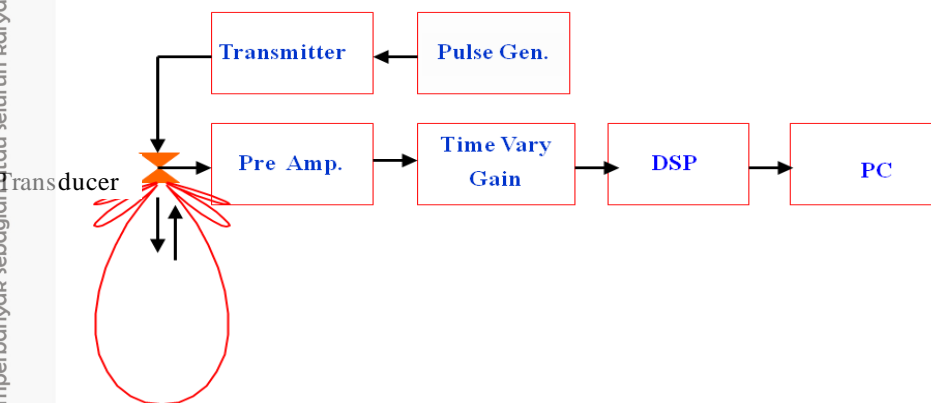 Transmitter
Pulse Gen.
Pre Amp.
Time Vary
Gain
DSP
PC
Transducer